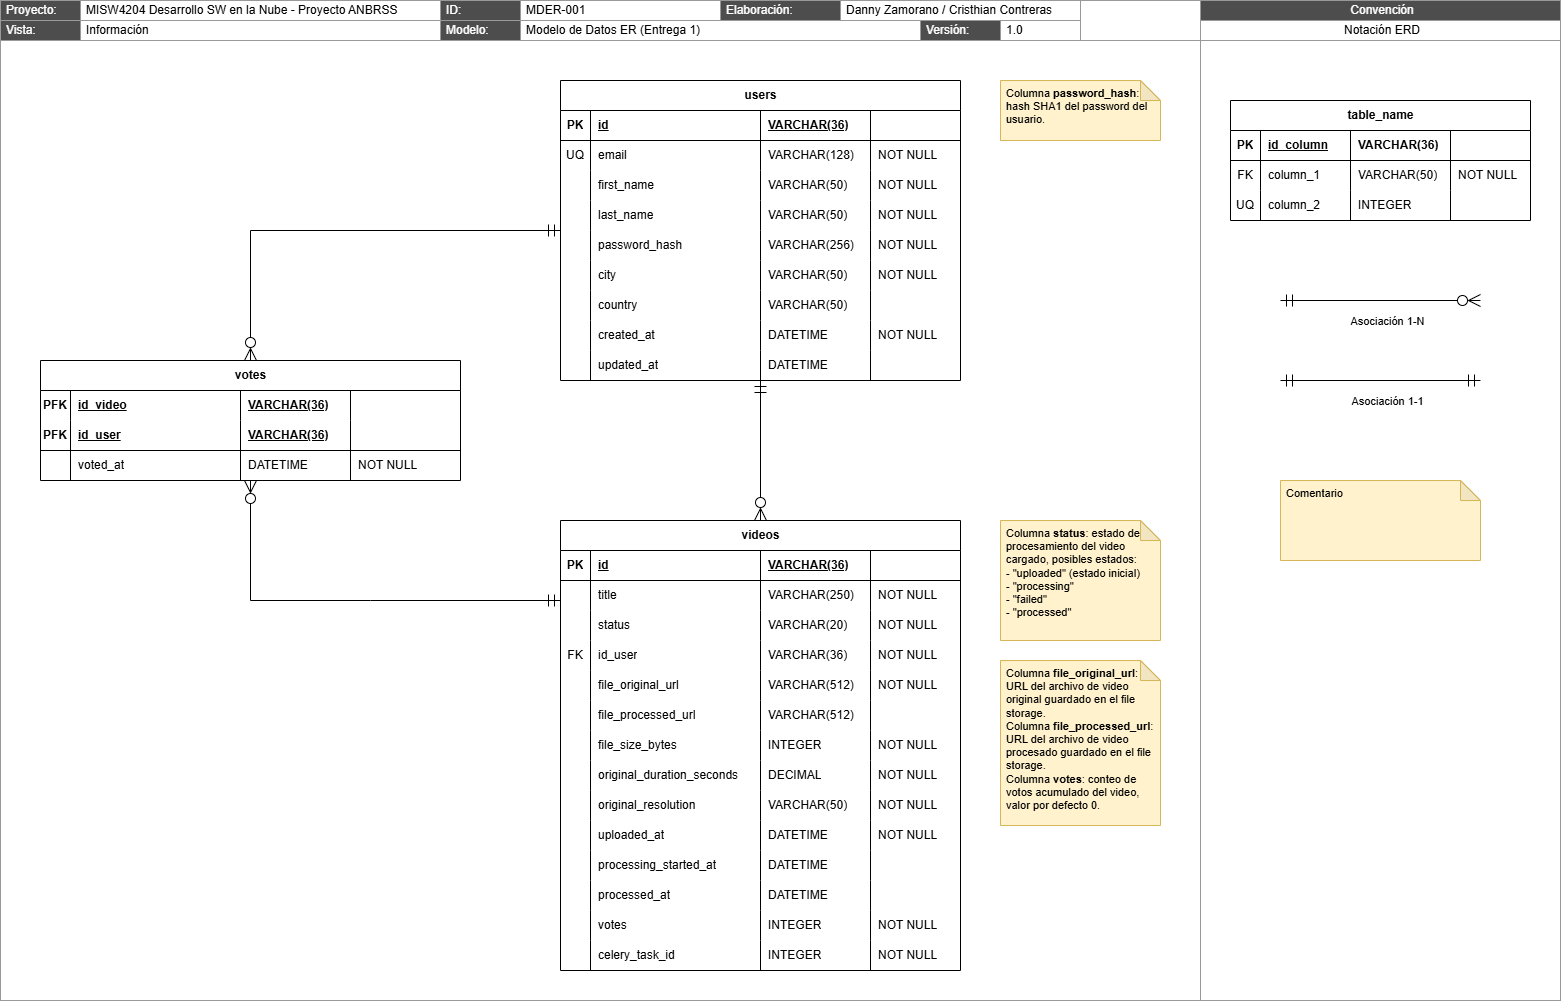 Proyecto: MISW4204 Desarrollo SW en la Nube - Proyecto ANBRSS ID: MDER-001 Elaboración: Danny Zamorano / Cristhian Contreras
Vista: Información Modelo: Modelo de Datos ER (Entrega 1) Versión: 1.0
Convención
Notación ERD
users
PK id VARCHAR(36)
UQ email VARCHAR(128) NOT NULL
first_name VARCHAR(50) NOT NULL
last_name VARCHAR(50) NOT NULL
password_hash VARCHAR(256) NOT NULL
city VARCHAR(50) NOT NULL
country VARCHAR(50)
created_at DATETIME NOT NULL
updated_at DATETIME
Columna password_hash:
hash SHA1 del password del
usuario.
votes
PFK id_video VARCHAR(36)
PFK id_user VARCHAR(36)
voted_at DATETIME NOT NULL
videos
PK id VARCHAR(36)
title VARCHAR(250) NOT NULL
status VARCHAR(20) NOT NULL
FK id_user VARCHAR(36) NOT NULL
file_original_url VARCHAR(512) NOT NULL
file_processed_url VARCHAR(512)
file_size_bytes INTEGER NOT NULL
original_duration_seconds DECIMAL NOT NULL
original_resolution VARCHAR(50) NOT NULL
uploaded_at DATETIME NOT NULL
processing_started_at DATETIME
processed_at DATETIME
votes INTEGER NOT NULL
celery_task_id INTEGER NOT NULL
Columna status: estado de
procesamiento del video
cargado, posibles estados:
- "uploaded" (estado inicial)
- "processing"
- "failed"
- "processed"
Columna file_original_url:
URL del archivo de video
original guardado en el file
storage.
Columna file_processed_url:
URL del archivo de video
procesado guardado en el file
storage.
Columna votes: conteo de
votos acumulado del video,
valor por defecto 0.
table_name
PK id_column VARCHAR(36)
FK column_1 VARCHAR(50) NOT NULL
UQ column_2 INTEGER
Asociación 1-N
Asociación 1-1
Comentario